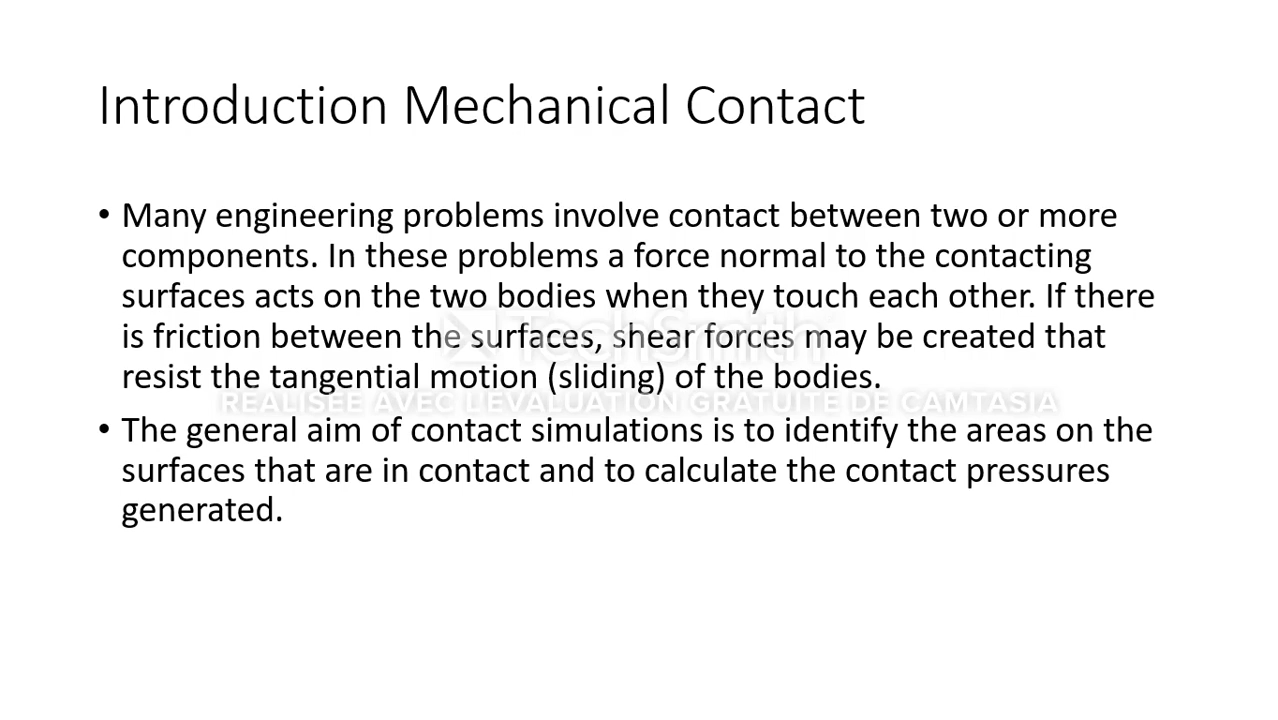 Introduction Mechanical Contact
• Many engineering problems involve contact between two or more
components. In these problems a force normal to the contacting
surfaces acts on the two bodies when they touch each other. If there
is friction between the surfaces, shear forces may be created that
resist the tangential motion (sliding) of the bodies.
TechSmith
RÉALISÉE AVEC L'ÉVALUATION GRATUITE DE CAMTASIA
• The general aim of contact simulations is to identify the areas on the
surfaces that are in contact and to calculate the contact pressures
generated.